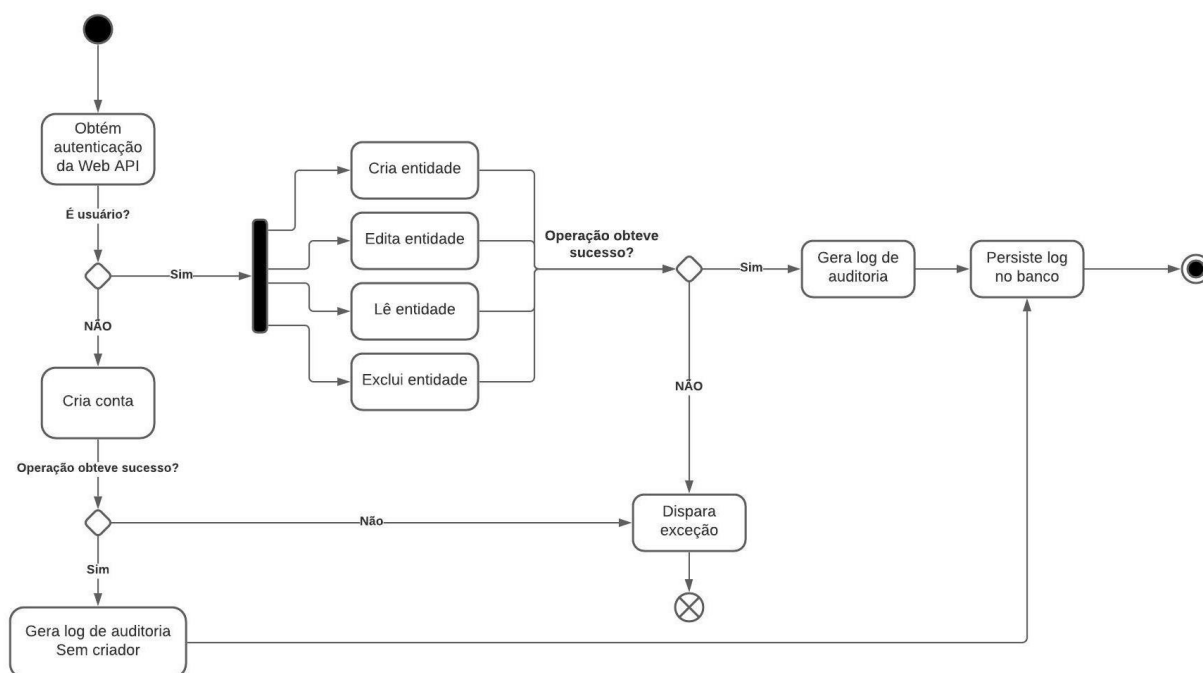 Obtém
autenticação
da Web API
É usuário?
Sim
NÃO
Cria conta
Operação obteve sucesso?
Não
Sim
Gera log de auditoria
Sem criador
Cria entidade
Edita entidade
Lê entidade
Exclui entidade
Operação obteve
sucesso?
Sim
NÃO
Dispara
exceção
Gera log de
auditoria
Persiste log
no banco